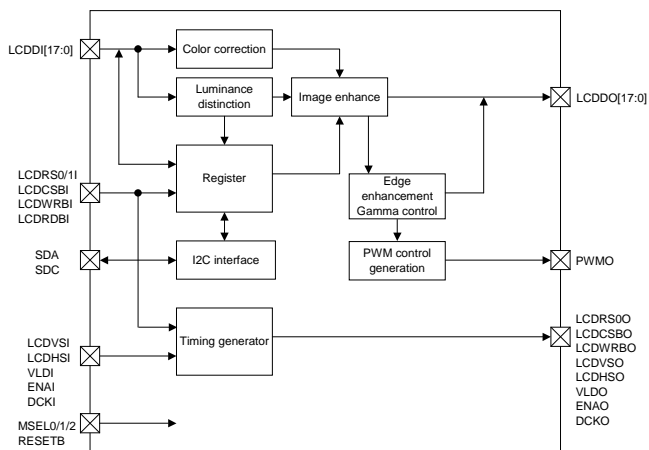 LCDDI[17:0]
Color correction
Luminance
distinction
Image enhance
LCDDO[17:0]
LCDRS0/1I
LCDCSBI
LCDWRBI
LCDRDBI
Register
Edge
enhancement
Gamma control
SDA
SDC
I2C interface
PWM control
generation
PWMO
LCDVSI
LCDHSI
VLDI
ENAI
DCKI
Timing generator
LCDRS0O
LCDCSBO
LCDWRBO
LCDVSO
LCDHSO
VLDO
ENAO
DCKO
MSEL0/1/2
RESETB